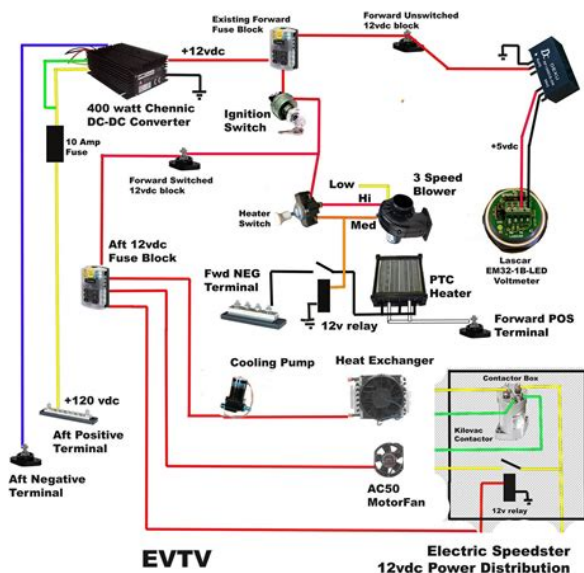 Existing Forward
Fuse Block
Forward Unswitched
12vdc block
+12vdc
400 watt Chennic
DC-DC Converter
Ignition
Switch
10 Amp
Fuse
+5vdc
Forward Switched
12vdc block
Low
Hi
Med
3 Speed
Blower
Heater
Switch
Lascar
EM32-1B-LED
Voltmeter
Aft 12vdc
Fuse Block
Fwd NEG
Terminal
PTC
Heater
12v relay
Forward POS
Terminal
Cooling Pump
Heat Exchanger
Contactor Box
+120 vdc
Kilovac
Contactor
Aft Positive
Terminal
Aft Negative
Terminal
AC50
MotorFan
12v relay
EVTV
Electric Speedster
12vdc Power Distribution